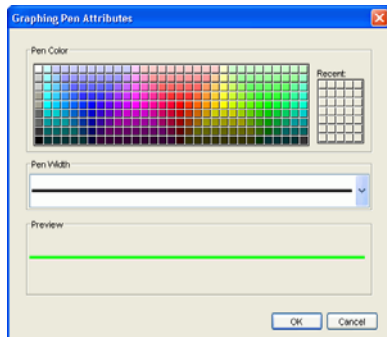 Graphing Pen Attributes
Pen Color
Recent:
Pen Width
Preview
OK
Cancel